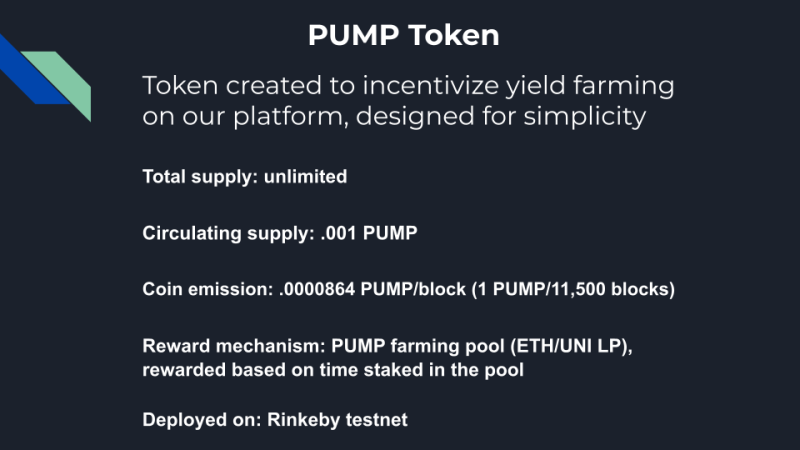 PUMP Token
Token created to incentivize yield farming
on our platform, designed for simplicity
Total supply: unlimited
Circulating supply: .001 PUMP
Coin emission: .0000864 PUMP/block (1 PUMP/11,500 blocks)
Reward mechanism: PUMP farming pool (ETH/UNI LP),
rewarded based on time staked in the pool
Deployed on: Rinkeby testnet